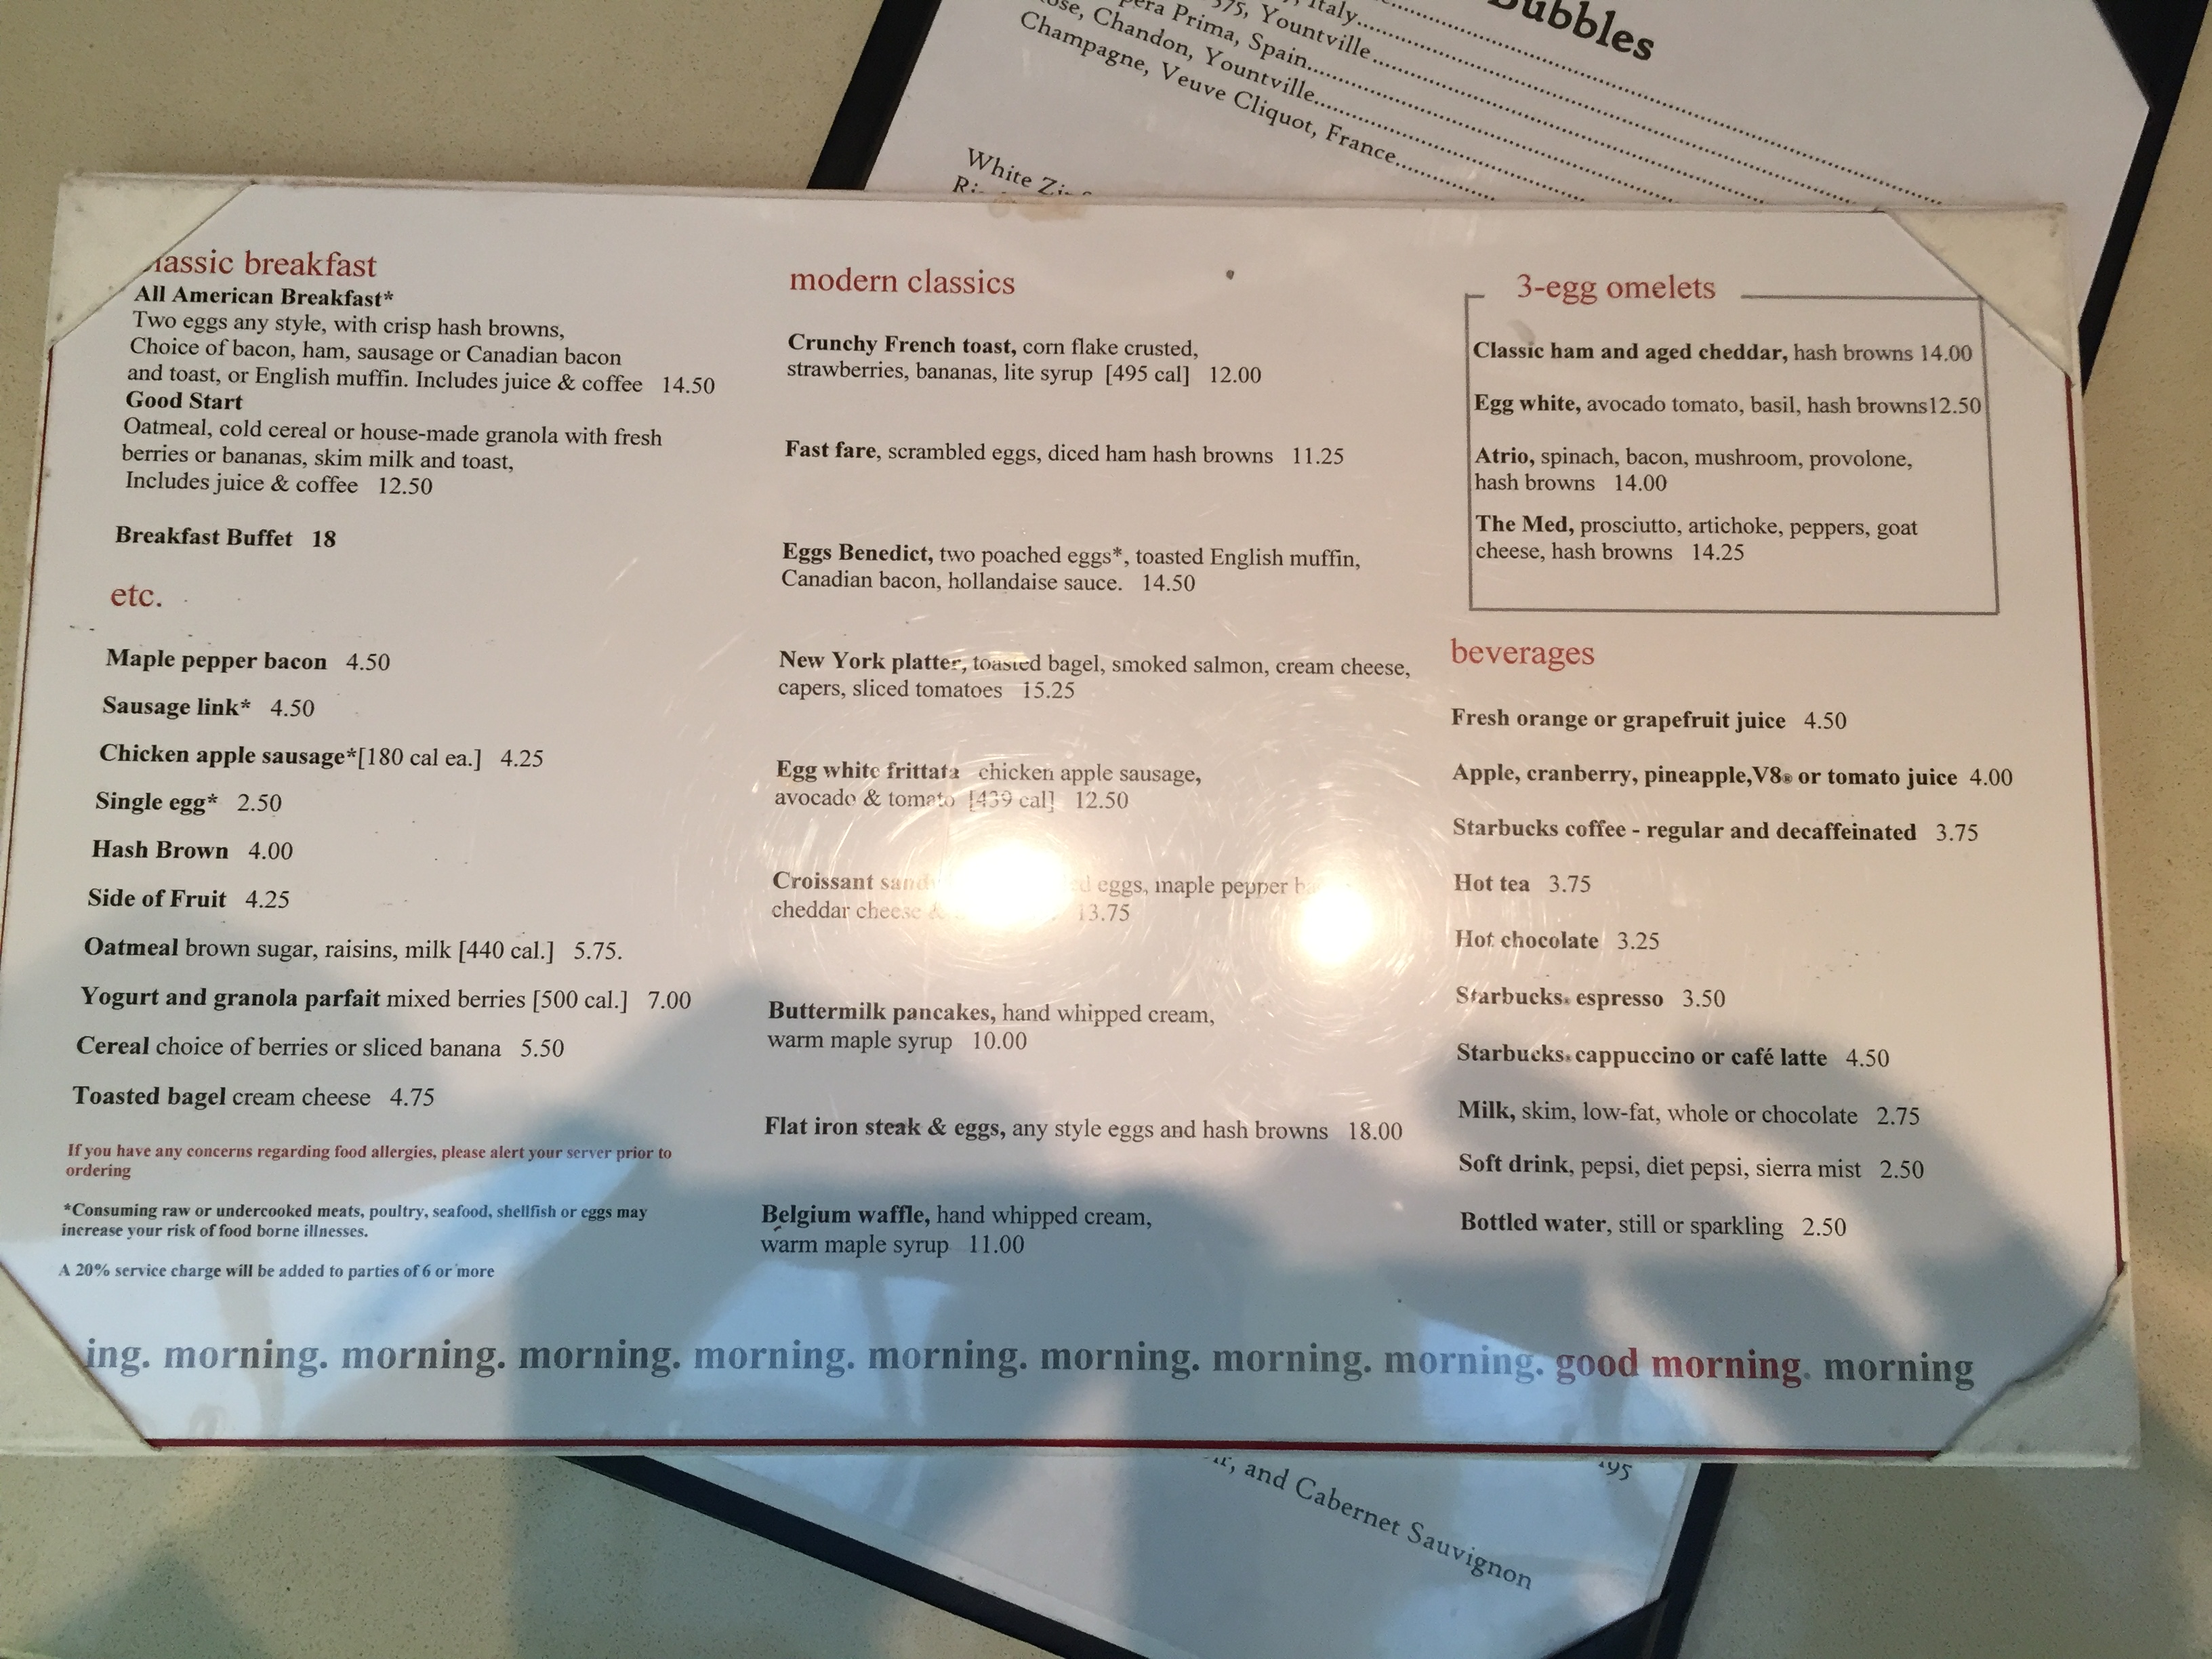 classic breakfast
All American Breakfast*
Two eggs any style, with crisp hash browns,
Choice of bacon, ham, sausage or Canadian bacon
and toast, or English muffin. Includes juice & coffee 14.50
Good Start
Oatmeal, cold cereal or house-made granola with fresh
berries or bananas, skim milk and toast,
Includes juice & coffee 12.50
Breakfast Buffet 18
etc.
Maple pepper bacon 4.50
Sausage link* 4.50
Chicken apple sausage*[180 cal ea.] 4.25
Single egg* 2.50
Hash Brown 4.00
Side of Fruit 4.25
Oatmeal brown sugar, raisins, milk [440 cal.] 5.75.
Yogurt and granola parfait mixed berries [500 cal.] 7.00
Cereal choice of berries or sliced banana 5.50
Toasted bagel cream cheese 4.75
If you have any concerns regarding food allergies, please alert your server prior to
ordering
*Consuming raw or undercooked meats, poultry, seafood, shellfish or eggs may
increase your risk of food borne illnesses.
A 20% service charge will be added to parties of 6 or more
modern classics
Crunchy French toast, corn flake crusted,
strawberries, bananas, lite syrup [495 cal] 12.00
Fast fare, scrambled eggs, diced ham hash browns 11.25
Eggs Benedict, two poached eggs*, toasted English muffin,
Canadian bacon, hollandaise sauce. 14.50
New York platter, toasted bagel, smoked salmon, cream cheese,
capers, sliced tomatoes 15.25
Egg white frittata chicken apple sausage,
avocado & tomato [439 cal] 12.50
Croissant eggs, maple pepper
cheddar cheese & 13.75
Buttermilk pancakes, hand whipped cream,
warm maple syrup 10.00
Flat iron steak & eggs, any style eggs and hash browns 18.00
Belgium waffle, hand whipped cream,
warm maple syrup 11.00
3-egg omelets
Classic ham and aged cheddar, hash browns 14.00
Egg white, avocado tomato, basil, hash browns12.50
Atrio, spinach, bacon, mushroom, provolone,
hash browns 14.00
The Med, prosciutto, artichoke, peppers, goat
cheese, hash browns 14.25
beverages
Fresh orange or grapefruit juice 4.50
Apple, cranberry, pineapple,V8® or tomato juice 4.00
Starbucks coffee - regular and decaffeinated 3.75
Hot tea 3.75
Hot chocolate 3.25
Starbucks® espresso 3.50
Starbucks® cappuccino or café latte 4.50
Milk, skim, low-fat, whole or chocolate 2.75
Soft drink, pepsi, diet pepsi, sierra mist 2.50
Bottled water, still or sparkling 2.50
ing. morning. morning. morning. morning. morning. morning. morning. morning. good morning. morning
Bubbles
Italy
Yountville
Prima, Spain
Chandon, Yountville
Champagne, Veuve Cliquot, France
White
and Cabernet Sauvignon